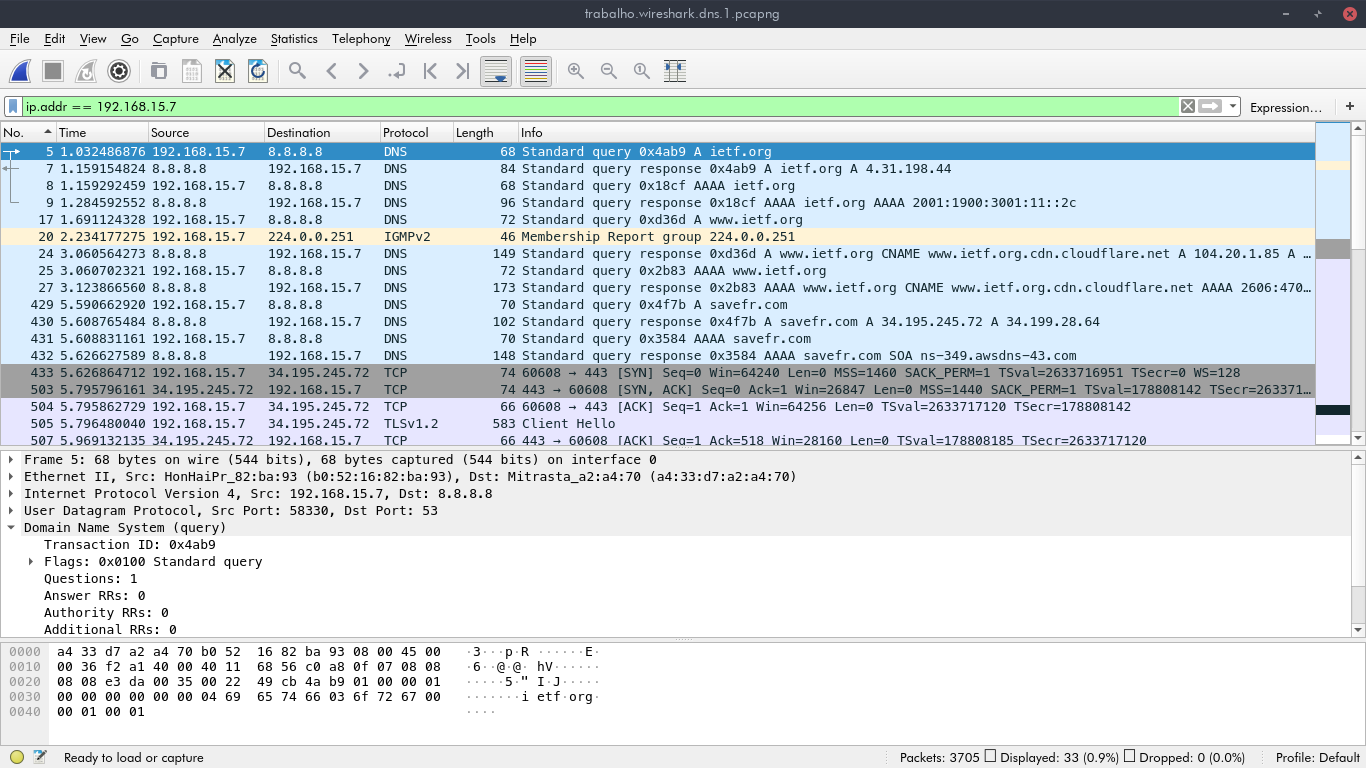 trabalho.wireshark.dns.1.pcapng
File Edit View Go Capture Analyze Statistics Telephony Wireless Tools Help
ip.addr == 192.168.15.7 Expression… +
No. Time Source Destination Protocol Length Info
5 1.032486876 192.168.15.7 8.8.8.8 DNS 68 Standard query 0x4ab9 A ietf.org
7 1.159154824 8.8.8.8 192.168.15.7 DNS 84 Standard query response 0x4ab9 A ietf.org A 4.31.198.44
8 1.159292459 192.168.15.7 8.8.8.8 DNS 68 Standard query 0x18cf AAAA ietf.org
9 1.284592552 8.8.8.8 192.168.15.7 DNS 96 Standard query response 0x18cf AAAA ietf.org AAAA 2001:1900:3001:11::2c
17 1.691124328 192.168.15.7 8.8.8.8 DNS 72 Standard query 0xd36d A www.ietf.org
20 2.234177275 192.168.15.7 224.0.0.251 IGMPv2 46 Membership Report group 224.0.0.251
24 3.060564273 8.8.8.8 192.168.15.7 DNS 149 Standard query response 0xd36d A www.ietf.org CNAME www.ietf.org.cdn.cloudflare.net A 104.20.1.85 A …
25 3.060702321 192.168.15.7 8.8.8.8 DNS 72 Standard query 0x2b83 AAAA www.ietf.org
27 3.123866560 8.8.8.8 192.168.15.7 DNS 173 Standard query response 0x2b83 AAAA www.ietf.org CNAME www.ietf.org.cdn.cloudflare.net AAAA 2606:470…
429 5.590662920 192.168.15.7 8.8.8.8 DNS 70 Standard query 0x4f7b A savefr.com
430 5.608765484 8.8.8.8 192.168.15.7 DNS 102 Standard query response 0x4f7b A savefr.com A 34.195.245.72 A 34.199.28.64
431 5.608831161 192.168.15.7 8.8.8.8 DNS 70 Standard query 0x3584 AAAA savefr.com
432 5.626627589 8.8.8.8 192.168.15.7 DNS 148 Standard query response 0x3584 AAAA savefr.com SOA ns-349.awsdns-43.com
433 5.626864712 192.168.15.7 34.195.245.72 TCP 74 60608 → 443 [SYN] Seq=0 Win=64240 Len=0 MSS=1460 SACK_PERM=1 TSval=2633716951 TSecr=0 WS=128
503 5.795796161 34.195.245.72 192.168.15.7 TCP 74 443 → 60608 [SYN, ACK] Seq=0 Ack=1 Win=26847 Len=0 MSS=1440 SACK_PERM=1 TSval=178808142 TSecr=263371…
504 5.795862729 192.168.15.7 34.195.245.72 TCP 66 60608 → 443 [ACK] Seq=1 Ack=1 Win=64256 Len=0 TSval=2633717120 TSecr=178808142
505 5.796480040 192.168.15.7 34.195.245.72 TLSv1.2 583 Client Hello
507 5.969132135 34.195.245.72 192.168.15.7 TCP 66 443 → 60608 [ACK] Seq=1 Ack=518 Win=28160 Len=0 TSval=178808185 TSecr=2633717120
Frame 5: 68 bytes on wire (544 bits), 68 bytes captured (544 bits) on interface 0
Ethernet II, Src: HonHaiPr_82:ba:93 (b0:52:16:82:ba:93), Dst: Mitrasta_a2:a4:70 (a4:33:d7:a2:a4:70)
Internet Protocol Version 4, Src: 192.168.15.7, Dst: 8.8.8.8
User Datagram Protocol, Src Port: 58330, Dst Port: 53
Domain Name System (query)
Transaction ID: 0x4ab9
Flags: 0x0100 Standard query
Questions: 1
Answer RRs: 0
Authority RRs: 0
Additional RRs: 0
0000 a4 33 d7 a2 a4 70 b0 52 16 82 ba 93 08 00 45 00 ·3···p·R ······E·
0010 00 36 f2 a1 40 00 40 11 68 56 c0 a8 0f 07 08 08 ·6··@·@· hV······
0020 08 08 e3 da 00 35 00 22 49 cb 4a b9 01 00 00 01 ·····5·" I·J·····
0030 00 00 00 00 00 00 04 69 65 74 66 03 6f 72 67 00 ·······i etf·org·
0040 00 01 00 01 ····
Ready to load or capture Packets: 3705 Displayed: 33 (0.9%) Dropped: 0 (0.0%) Profile: Default